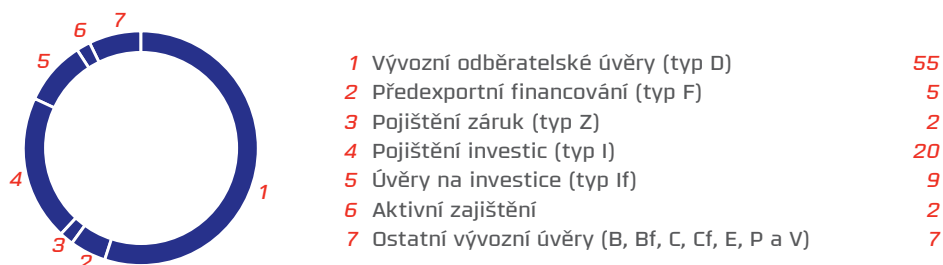 6
7
5
4
3
2
1
1 Vývozní odběratelské úvěry (typ D) 55
2 Předexportní financování (typ F) 5
3 Pojištění záruk (typ Z) 2
4 Pojištění investic (typ I) 20
5 Úvěry na investice (typ If) 9
6 Aktivní zajištění 2
7 Ostatní vývozní úvěry (B, Bf, C, Cf, E, P a V) 7